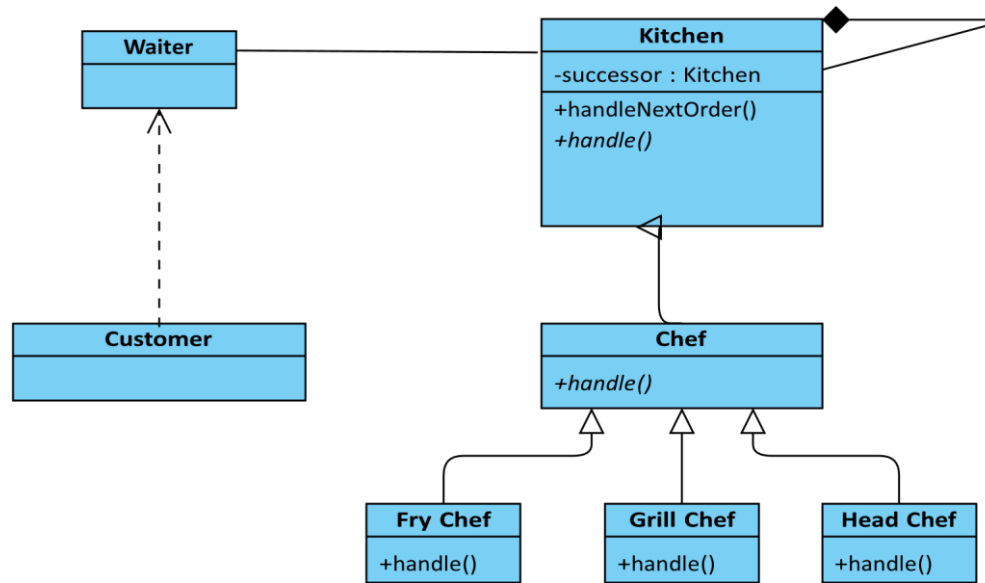 Waiter
Kitchen
-successor : Kitchen
+handleNextOrder()
+handle()
Customer
Chef
+handle()
Fry Chef
+handle()
Grill Chef
+handle()
Head Chef
+handle()